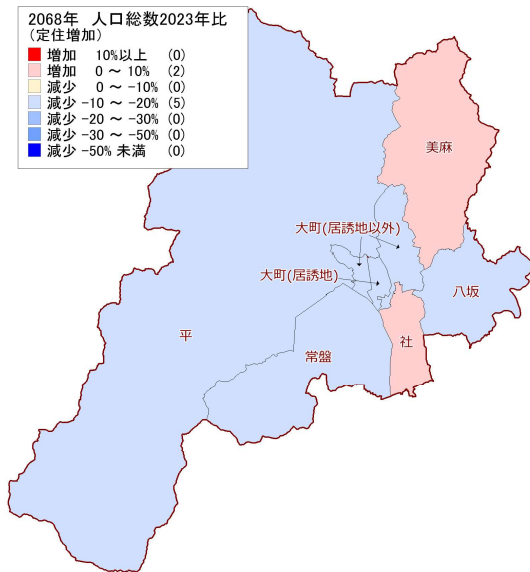 2068年 人口総数2023年比
(定住増加)
増加 10%以上 (0)
増加 0 ～ 10% (2)
減少 0 ～ -10% (0)
減少 -10 ～ -20% (5)
減少 -20 ～ -30% (0)
減少 -30 ～ -50% (0)
減少 -50% 未満 (0)
美麻
大町(居誘地以外)
大町(居誘地)
八坂
平
社
常盤